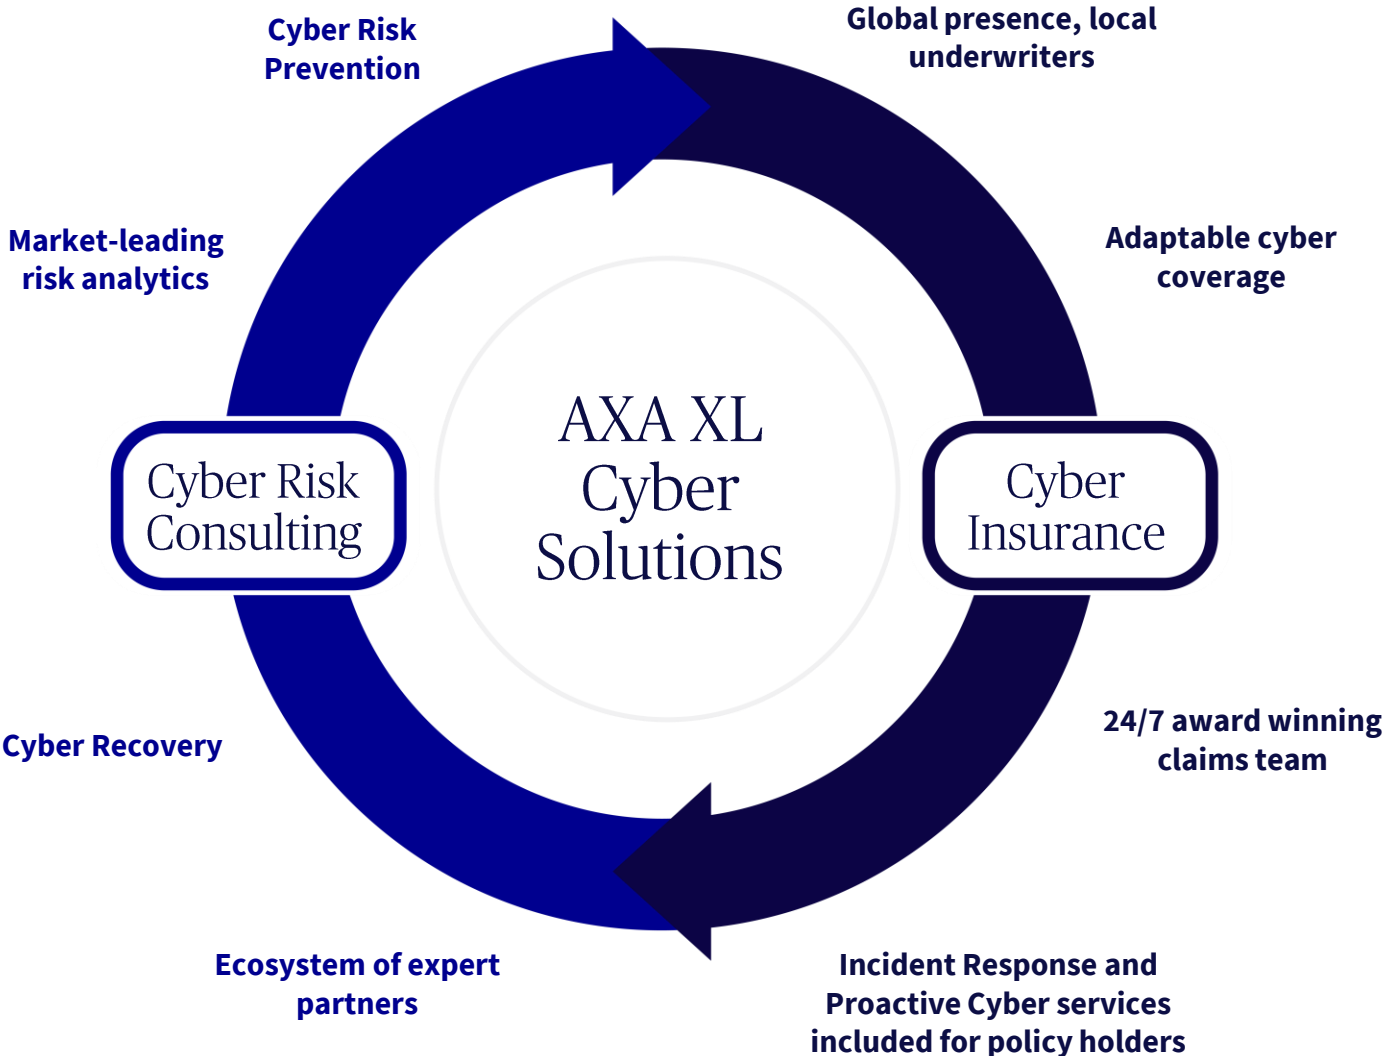 Cyber Risk
Prevention
Global presence, local
underwriters
Market-leading
risk analytics
Adaptable cyber
coverage
AXA XL
Cyber
Solutions
Cyber Risk
Consulting
Cyber
Insurance
Cyber Recovery
24/7 award winning
claims team
Ecosystem of expert
partners
Incident Response and
Proactive Cyber services
included for policy holders